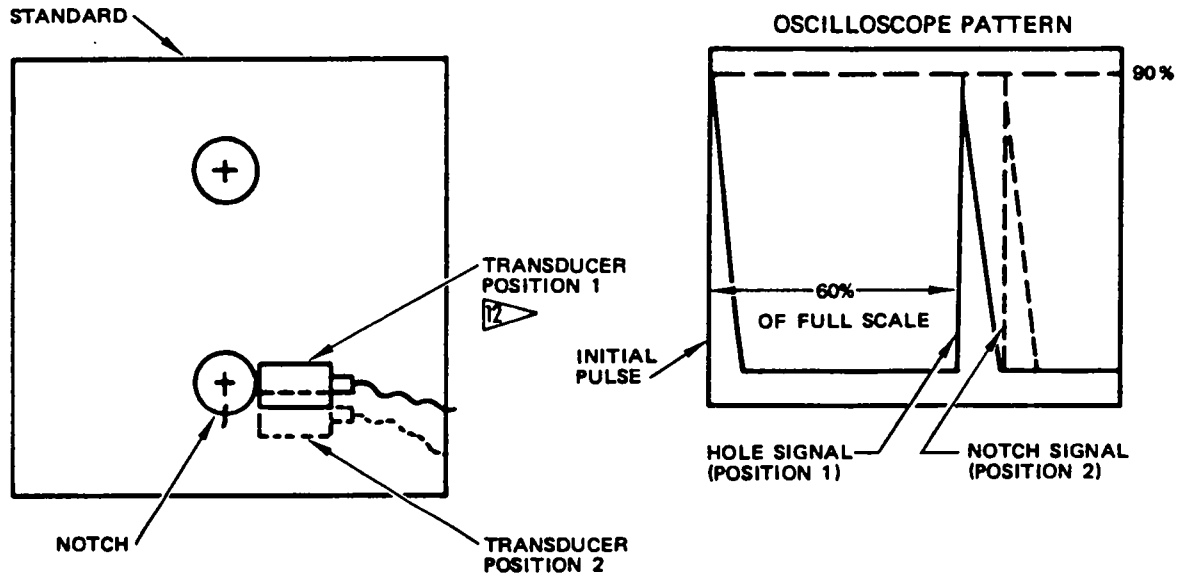 STANDARD
TRANSDUCER
POSITION 1
12
NOTCH
TRANSDUCER
POSITION 2
OSCILLOSCOPE PATTERN
90%
60%
OF FULL SCALE
INITIAL
PULSE
HOLE SIGNAL
(POSITION 1)
NOTCH SIGNAL
(POSITION 2)